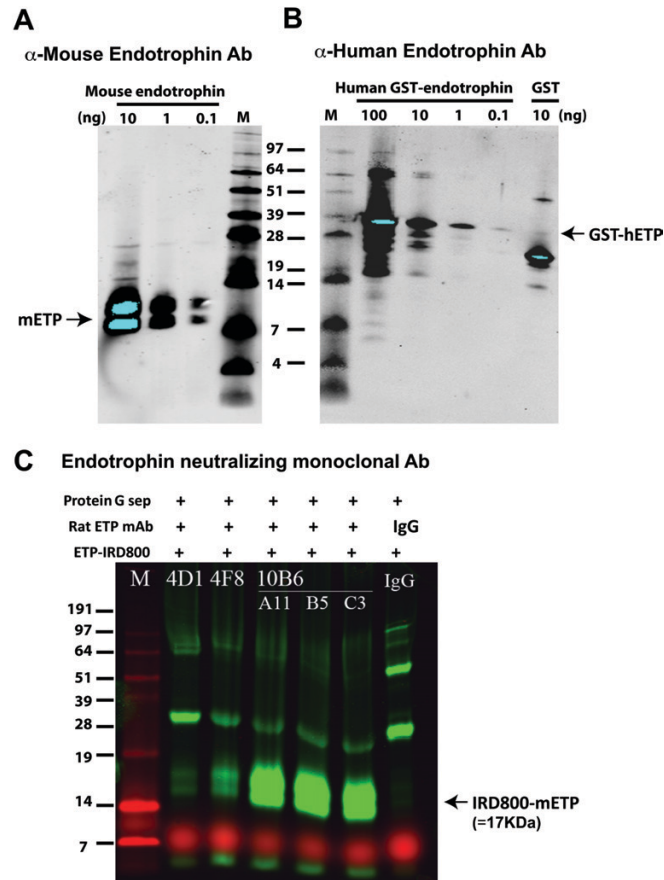 A
α-Mouse Endotrophin Ab
Mouse endotrophin
(ng) 10 1 0.1 M
mETP
97
64
51
39
28
19
14
7
4
B
α-Human Endotrophin Ab
Human GST-endotrophin GST
M 100 10 1 0.1 10 (ng)
GST-hETP
C Endotrophin neutralizing monoclonal Ab
Protein G sep + + + + + +
Rat ETP mAb + + + + + IgG
ETP-IRD800 + + + + + +
M 4D1 4F8 10B6 IgG
A11 B5 C3
191
97
64
51
39
28
19
14
7
IRD800-mETP
(=17KDa)